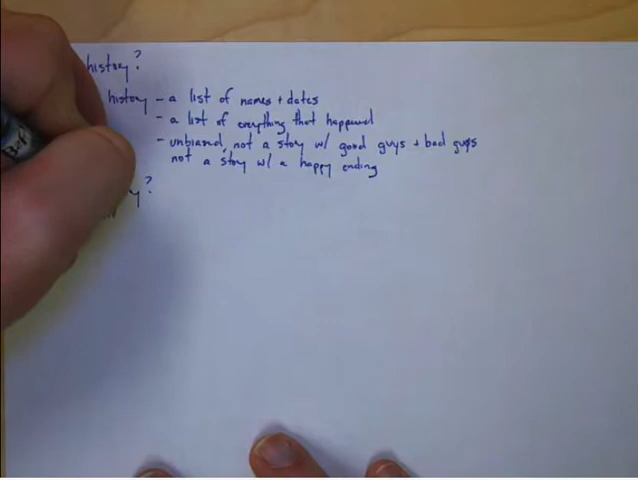 history?
history - a list of names + dates
- a list of everything that happened
- unbiased, not a story w/ good guys + bad guys
not a story w/ a happy ending
y?